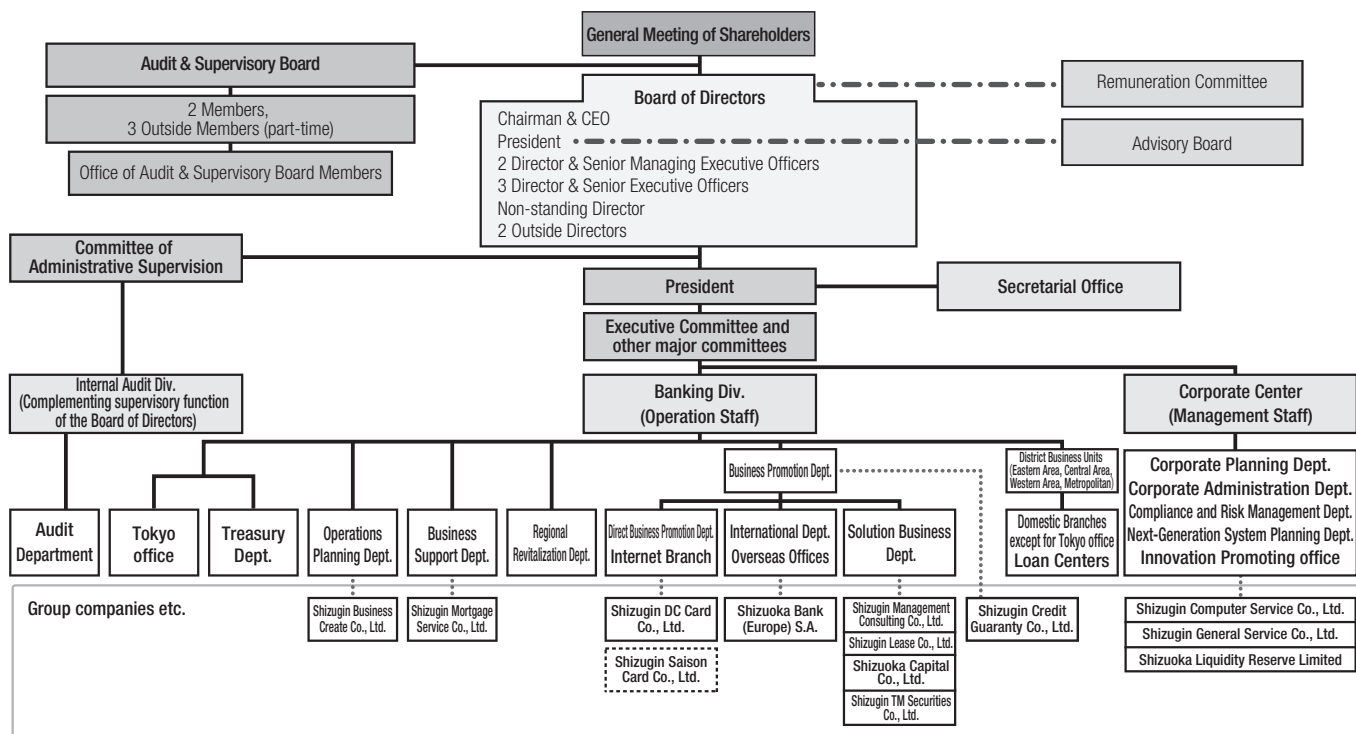 General Meeting of Shareholders
Audit & Supervisory Board
2 Members,
3 Outside Members (part-time)
Office of Audit & Supervisory Board Members
Board of Directors
Chairman & CEO
President
2 Director & Senior Managing Executive Officers
3 Director & Senior Executive Officers
Non-standing Director
2 Outside Directors
Remuneration Committee
Advisory Board
Committee of
Administrative Supervision
President
Secretarial Office
Executive Committee and
other major committees
Internal Audit Div.
(Complementing supervisory function
of the Board of Directors)
Banking Div.
(Operation Staff)
Corporate Center
(Management Staff)
Business Promotion Dept.
District Business Units
(Eastern Area, Central Area,
Western Area, Metropolitan)
Audit
Department
Tokyo
office
Treasury
Dept.
Operations
Planning Dept.
Business
Support Dept.
Regional
Revitalization Dept.
Direct Business Promotion Dept.
Internet Branch
International Dept.
Overseas Offices
Solution Business
Dept.
Domestic Branches
except for Tokyo office
Loan Centers
Corporate Planning Dept.
Corporate Administration Dept.
Compliance and Risk Management Dept.
Next-Generation System Planning Dept.
Innovation Promoting office
Group companies etc.
Shizugin Business
Create Co., Ltd.
Shizugin Mortgage
Service Co., Ltd.
Shizugin DC Card
Co., Ltd.
Shizugin Saison
Card Co., Ltd.
Shizuoka Bank
(Europe) S.A.
Shizugin Management
Consulting Co., Ltd.
Shizugin Lease Co., Ltd.
Shizuoka Capital
Co., Ltd.
Shizugin TM Securities
Co., Ltd.
Shizugin Credit
Guaranty Co., Ltd.
Shizugin Computer Service Co., Ltd.
Shizugin General Service Co., Ltd.
Shizuoka Liquidity Reserve Limited